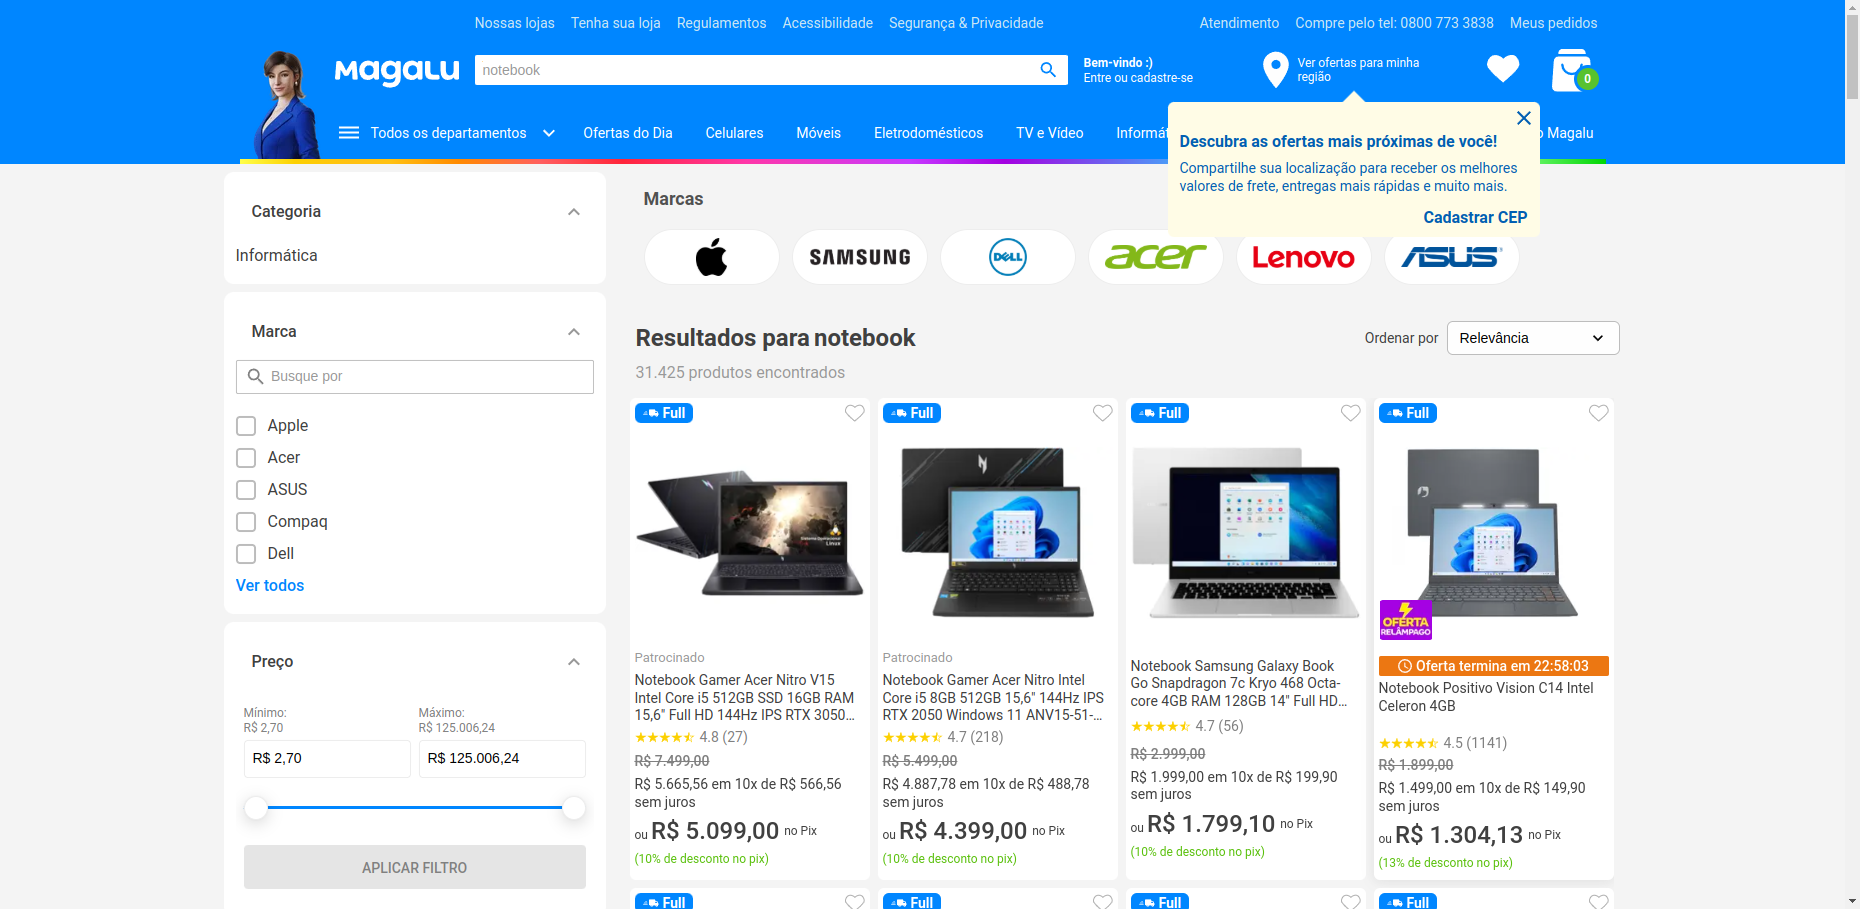 Nossas lojas Tenha sua loja Regulamentos Acessibilidade Segurança & Privacidade Atendimento Compre pelo tel: 0800 773 3838 Meus pedidos
Magalu
notebook
Bem-vindo :)
Entre ou cadastre-se
Ver ofertas para minha
região
0
Todos os departamentos Ofertas do Dia Celulares Móveis Eletrodomésticos TV e Vídeo Informát Magalu
Descubra as ofertas mais próximas de você!
Compartilhe sua localização para receber os melhores
valores de frete, entregas mais rápidas e muito mais.
Cadastrar CEP
Categoria
Informática
Marca
Busque por
Apple
Acer
ASUS
Compaq
Dell
Ver todos
Preço
Mínimo:
R$ 2,70
Máximo:
R$ 125.006,24
R$ 2,70
R$ 125.006,24
APLICAR FILTRO
Marcas
SAMSUNG
DELL
acer
Lenovo
ASUS
Resultados para notebook
Ordenar por
Relevância
31.425 produtos encontrados
Full
Patrocinado
Notebook Gamer Acer Nitro V15
Intel Core i5 512GB SSD 16GB RAM
15,6" Full HD 144Hz IPS RTX 3050...
4.8 (27)
R$ 7.499,00
R$ 5.665,56 em 10x de R$ 566,56
sem juros
ou R$ 5.099,00 no Pix
(10% de desconto no pix)
Full
Patrocinado
Notebook Gamer Acer Nitro Intel
Core i5 8GB 512GB 15,6" 144Hz IPS
RTX 2050 Windows 11 ANV15-51-...
4.7 (218)
R$ 5.499,00
R$ 4.887,78 em 10x de R$ 488,78
sem juros
ou R$ 4.399,00 no Pix
(10% de desconto no pix)
Full
Notebook Samsung Galaxy Book
Go Snapdragon 7c Kryo 468 Octa-
core 4GB RAM 128GB 14" Full HD...
4.7 (56)
R$ 2.999,00
R$ 1.999,00 em 10x de R$ 199,90
sem juros
ou R$ 1.799,10 no Pix
(10% de desconto no pix)
Full
OFERTA
RELÂMPAGO
Oferta termina em 22:58:03
Notebook Positivo Vision C14 Intel
Celeron 4GB
4.5 (1141)
R$ 1.899,00
R$ 1.499,00 em 10x de R$ 149,90
sem juros
ou R$ 1.304,13 no Pix
(13% de desconto no pix)
Full
Full
Full
Full